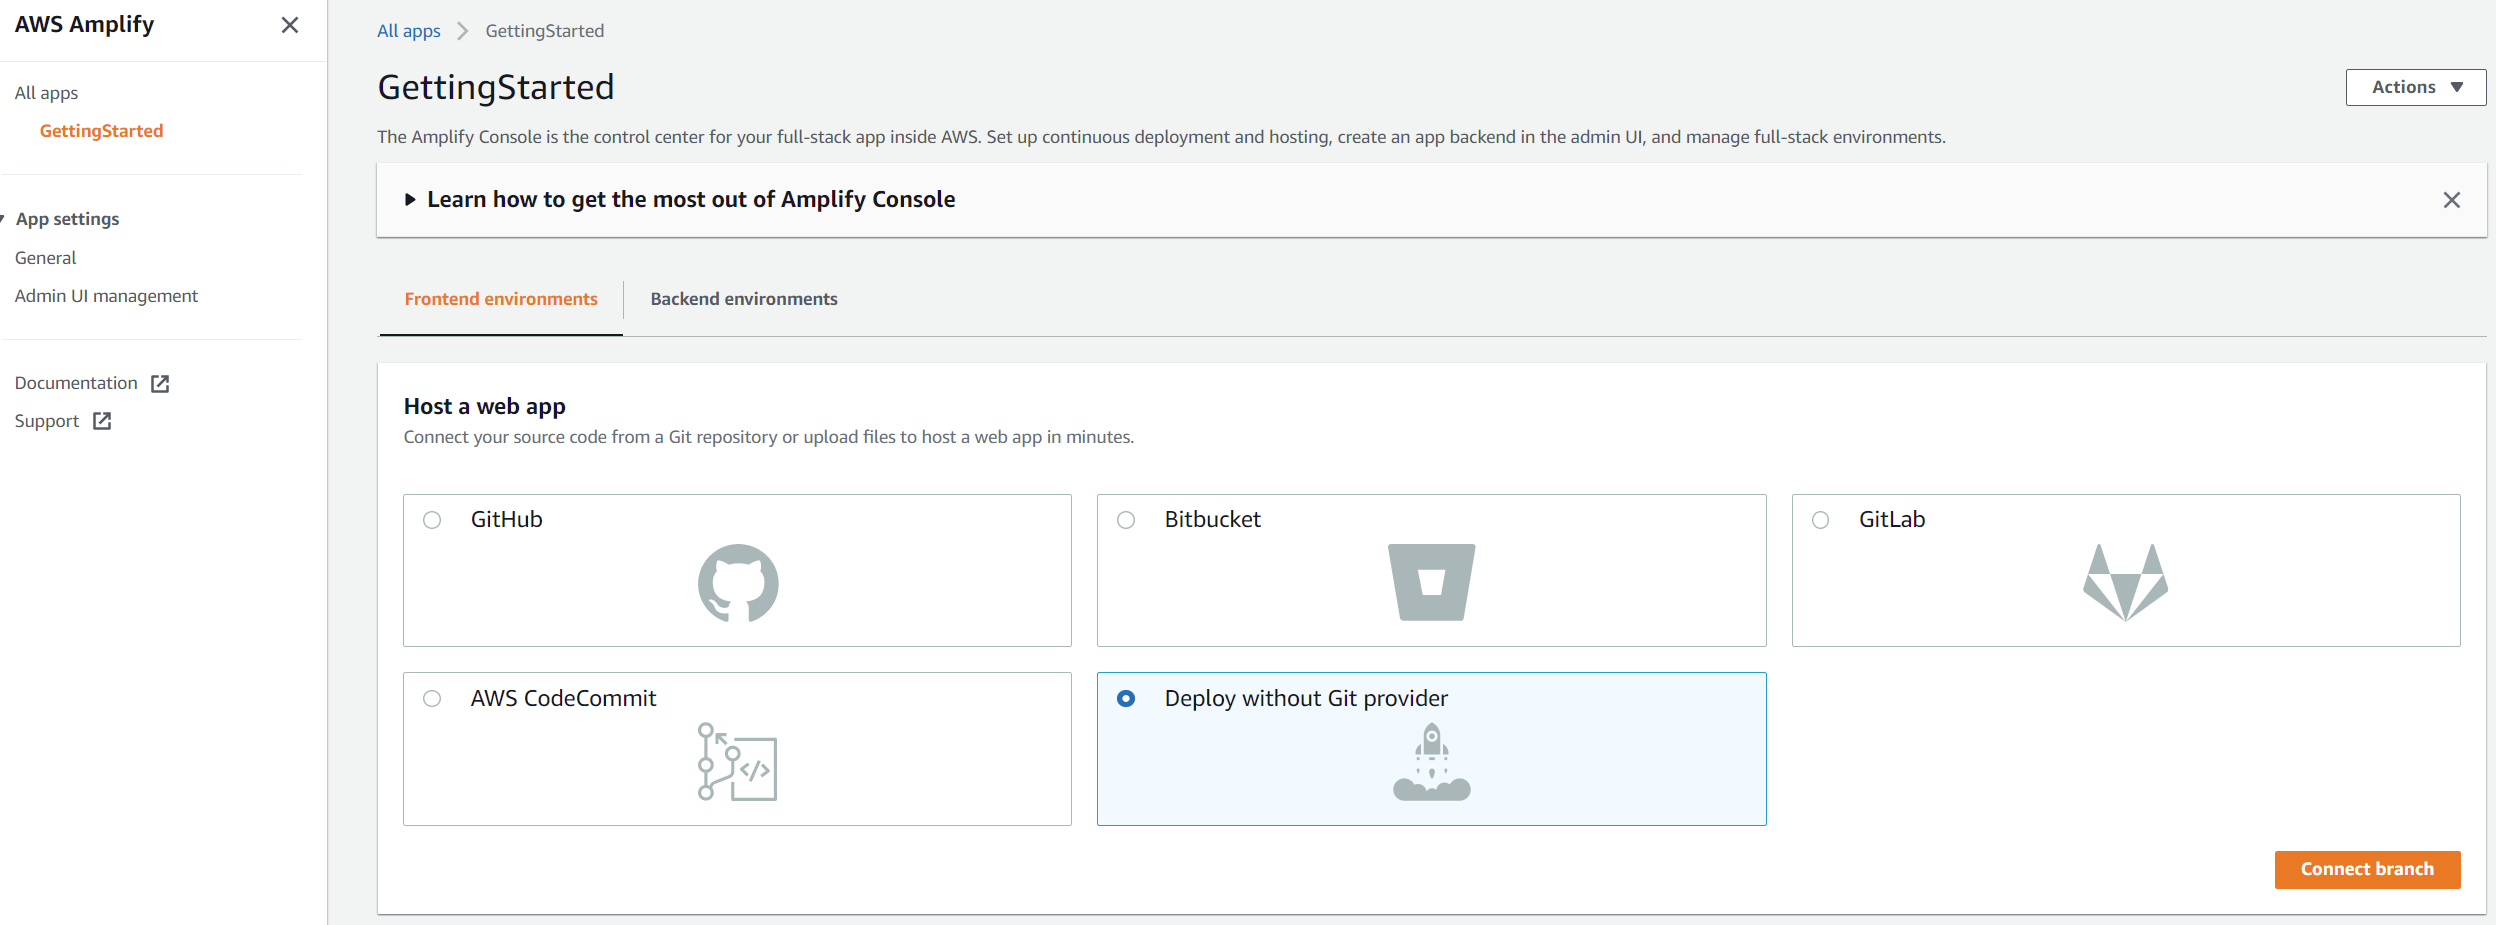 AWS Amplify
All apps
GettingStarted
App settings
General
Admin UI management
Documentation
Support
All apps GettingStarted
GettingStarted
Actions
The Amplify Console is the control center for your full-stack app inside AWS. Set up continuous deployment and hosting, create an app backend in the admin UI, and manage full-stack environments.
Learn how to get the most out of Amplify Console
Frontend environments Backend environments
Host a web app
Connect your source code from a Git repository or upload files to host a web app in minutes.
GitHub Bitbucket GitLab
AWS CodeCommit Deploy without Git provider
Connect branch